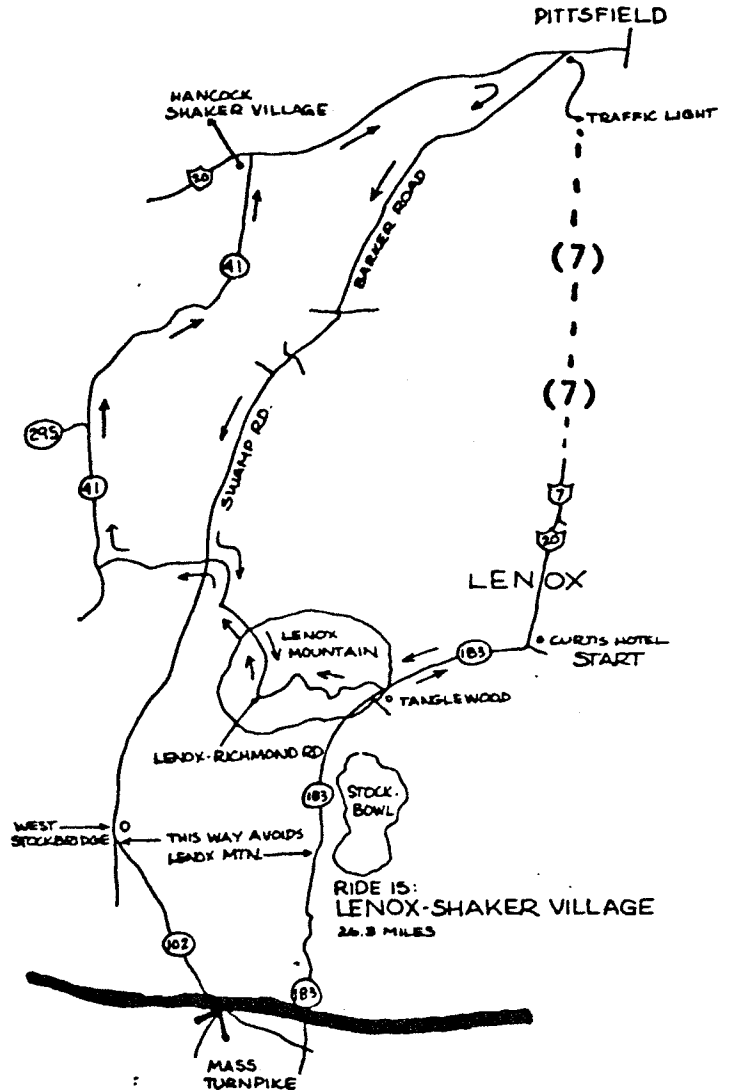 PITTSFIELD
HANCOCK
SHAKER VILLAGE
TRAFFIC LIGHT
20
BARKER ROAD
(7)
41
(7)
295
SWAMP RD.
41
7
20
LENOX
LENOX
MOUNTAIN
183
CURTIS HOTEL
START
TANGLEWOOD
LENOX-RICHMOND RD
183
STOCK.
BOWL
WEST
STOCKBRIDGE
THIS WAY AVOIDS
LENOX MTN.
RIDE IS:
LENOX-SHAKER VILLAGE
26.8 MILES
102
183
MASS
TURNPIKE